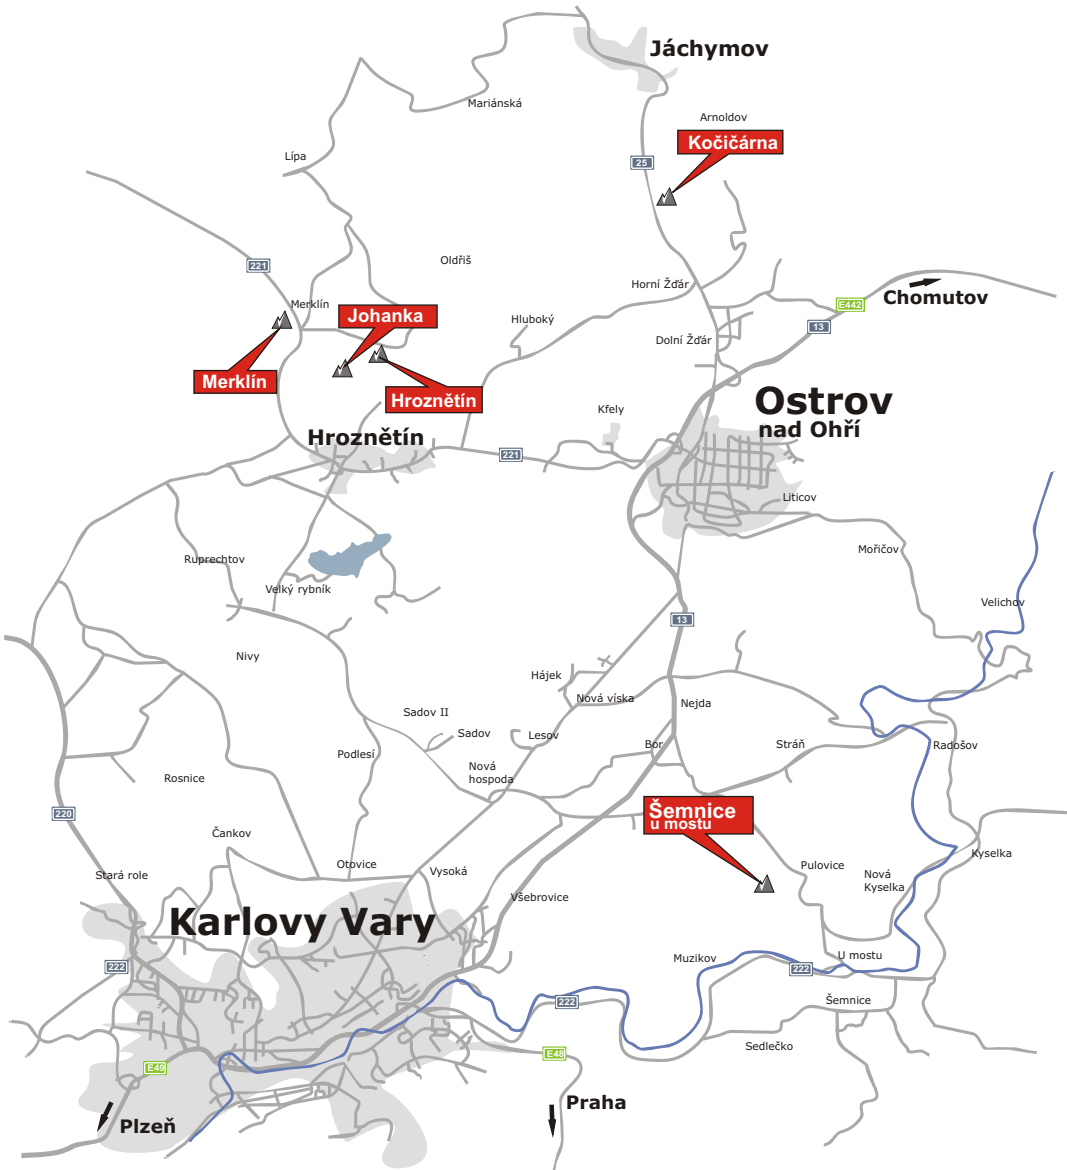 Jáchymov
Mariánská
Arnoldov
Kočičárna
Lípa
25
Oldřiš
221
Horní Žďár
Chomutov
E442
Merklín
Johanka
Hluboký
13
Dolní Žďár
Merklín
Hroznětín
Ostrov
nad Ohří
Kfely
Hroznětín
221
Liticov
Mořičov
Ruprechtov
Velký rybník
Velichov
13
Nivy
Hájek
Nová víska
Nejda
Sadov II
Sadov
Lesov
Bor
Stráň
Radošov
Podlesí
Nová
hospoda
Rosnice
220
Šemnice
u mostu
Čankov
Otovice
Vysoká
Pulovice
Kyselka
Stará role
Nová
Kyselka
Všebrovice
Karlovy Vary
Muzikov
U mostu
222
222
222
Šemnice
Sedlečko
E48
E49
Praha
Plzeň